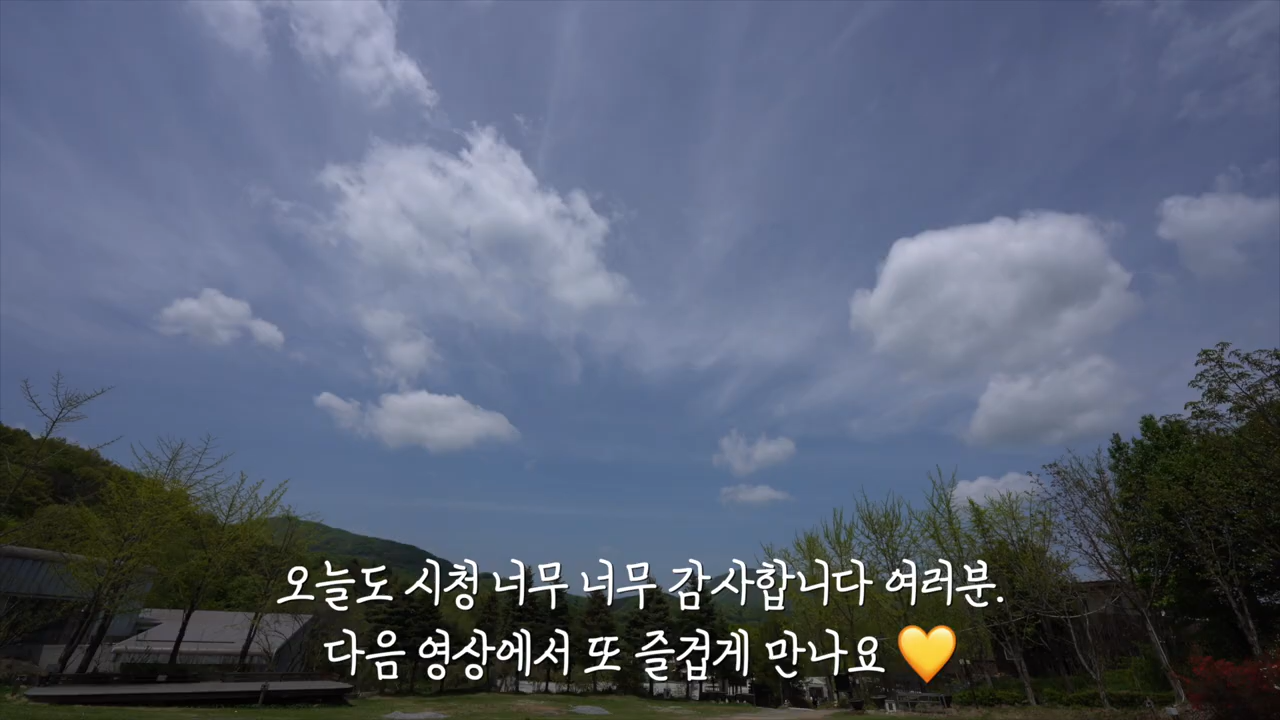 오늘도 시청 너무 너무 감사합니다 여러분.
다음 영상에서 또 즐겁게 만나요 💛